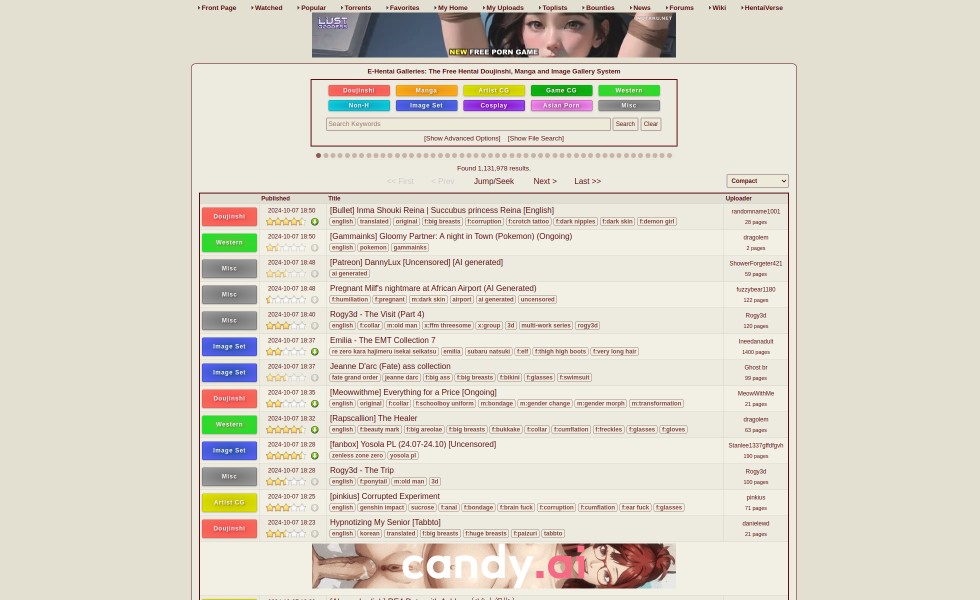 Front Page Watched Popular Torrents Favorites My Home My Uploads Toplists Bounties News Forums Wiki HentaiVerse
LUST
NEW FREE PORN GAME
E-Hentai Galleries: The Free Hentai Doujinshi, Manga and Image Gallery System
Doujinshi Manga Artist CG Game CG Western
Non-H Image Set Cosplay Asian Porn Misc
Search Keywords Search Clear
[Show Advanced Options] [Show File Search]
Found 1,131,978 results.
<< First < Prev Jump/Seek Next > Last >> Compact
Published Title Uploader
Doujinshi 2024-10-07 18:50 [Bullet] Inma Shouki Reina | Succubus princess Reina [English] randomname1001
english translated original f:big breasts f:corruption f:crotch tattoo f:dark nipples f:dark skin f:demon girl 28 pages
Western 2024-10-07 18:50 [Gammainks] Gloomy Partner: A night in Town (Pokemon) (Ongoing) dragolem
english pokemon gammainks 2 pages
Misc 2024-10-07 18:48 [Patreon] DannyLux [Uncensored] [AI generated] ShowerForgeter421
ai generated 59 pages
Misc 2024-10-07 18:48 Pregnant Milf's nightmare at African Airport (AI Generated) fuzzybear1180
f:humiliation f:pregnant m:dark skin airport ai generated uncensored 122 pages
Misc 2024-10-07 18:40 Rogy3d - The Visit (Part 4) Rogy3d
english f:collar m:old man x:ffm threesome x:group 3d multi-work series rogy3d 120 pages
Image Set 2024-10-07 18:37 Emilia - The EMT Collection 7 Ineedanadult
re zero kara hajimeru isekai seikatsu emilia subaru natsuki f:elf f:thigh high boots f:very long hair 1400 pages
Image Set 2024-10-07 18:37 Jeanne D'arc (Fate) ass collection Ghost br
fate grand order jeanne darc f:big ass f:big breasts f:bikini f:glasses f:swimsuit 99 pages
Doujinshi 2024-10-07 18:35 [Meowwithme] Everything for a Price [Ongoing] MeowWithMe
english original f:collar f:schoolboy uniform m:bondage m:gender change m:gender morph m:transformation 21 pages
Western 2024-10-07 18:32 [Rapscallion] The Healer dragolem
english f:beauty mark f:big areolae f:big breasts f:bukkake f:collar f:cumflation f:freckles f:glasses f:gloves 63 pages
Image Set 2024-10-07 18:28 [fanbox] Yosola PL (24.07-24.10) [Uncensored] Stanlee1337gffdfgvh
zenless zone zero yosola pl 190 pages
Misc 2024-10-07 18:28 Rogy3d - The Trip Rogy3d
english f:ponytail m:old man 3d 100 pages
Artist CG 2024-10-07 18:25 [pinkius] Corrupted Experiment pinkius
english genshin impact sucrose f:anal f:bondage f:brain fuck f:corruption f:cumflation f:ear fuck f:glasses 71 pages
Doujinshi 2024-10-07 18:23 Hypnotizing My Senior [Tabbto] danielewd
english korean translated f:big breasts f:huge breasts f:paizuri tabbto 21 pages
candy.ai